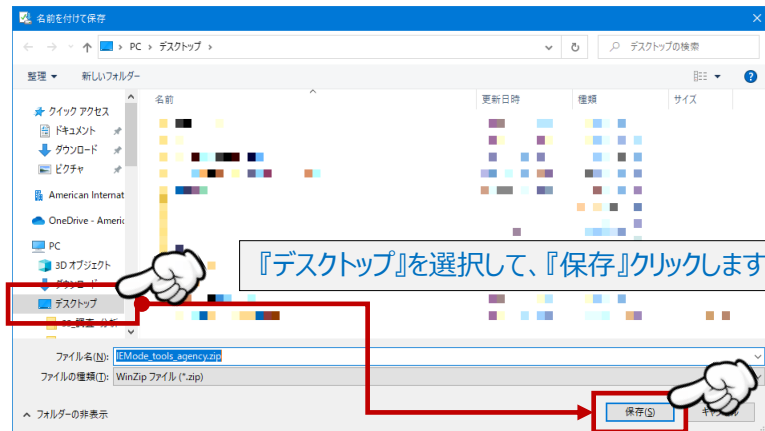 名前を付けて保存
PC › デスクトップ ›
デスクトップの検索
整理
新しいフォルダー
名前 更新日時 種類 サイズ
クイック アクセス
ドキュメント
ダウンロード
ピクチャ
American Internat
OneDrive - Americ
PC
3D オブジェクト
ダウンロード
デスクトップ
『デスクトップ』を選択して、『保存』クリックします
ファイル名(N): IEMode_tools_agency.zip
ファイルの種類(T): WinZip ファイル (*.zip)
フォルダーの非表示
保存(S)